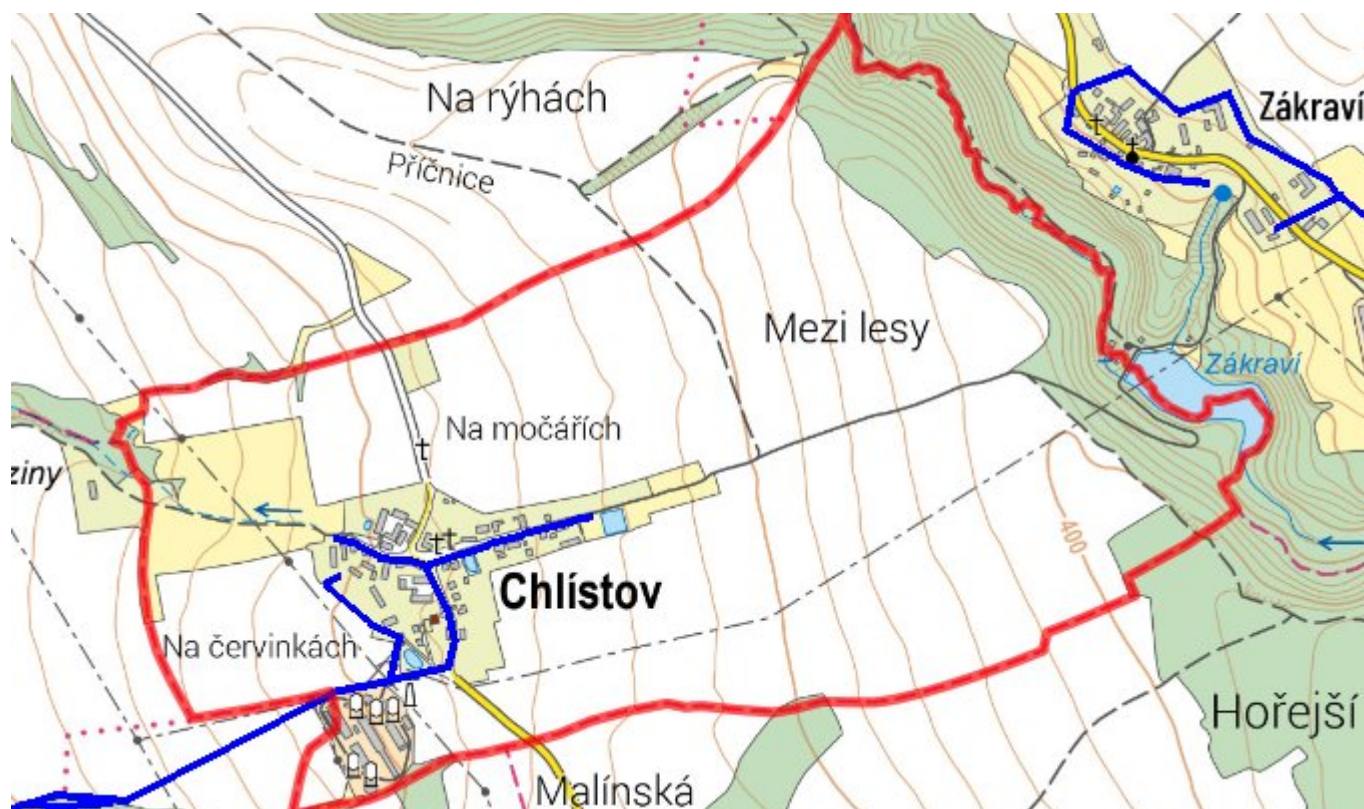 Na rýhách
Zákraví
Příčnice
Mezi lesy
Zákraví
Na močářích
ziny
400
Chlístov
Na červinkách
Hořejší
Malínská